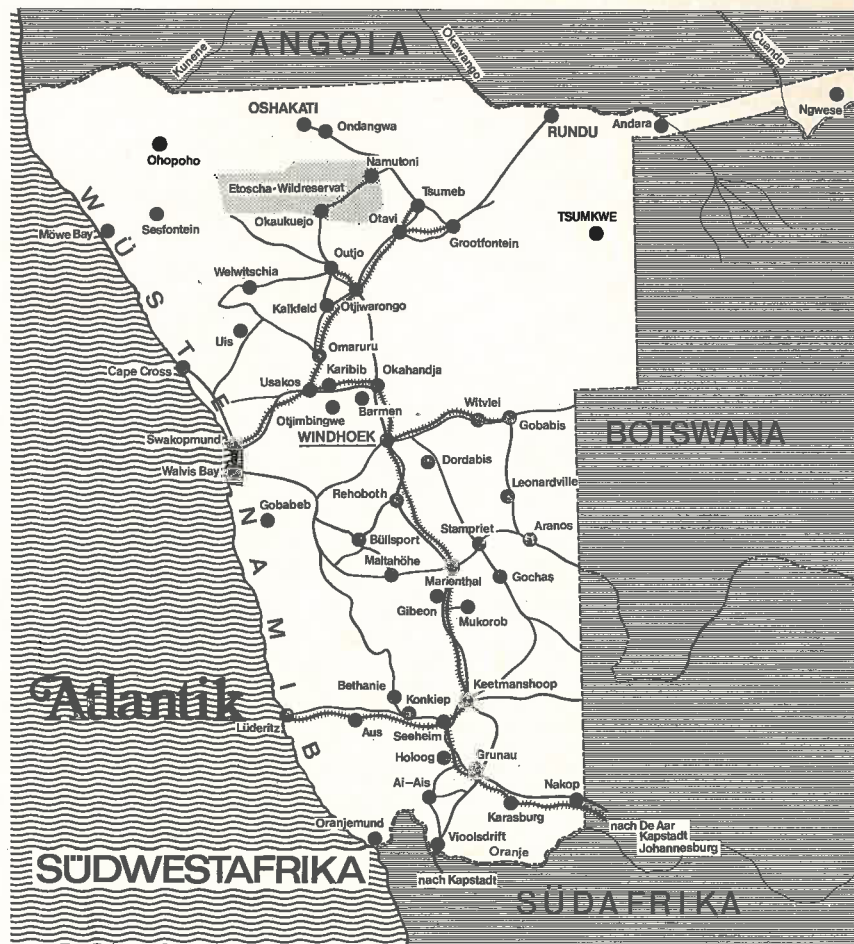 ANGOLA
Kunene
Okawango
Cuando
Ngwese
OSHAKATI
Ondangwa
RUNDU
Andara
Ohopoho
Namutoni
Etoscha-Wildreservat
Tsumeb
Okaukuejo
Otavi
TSUMKWE
Sesfontein
Möwe Bay
Grootfontein
WÜSTE NAMIB
Outjo
Welwitschia
Kalkfeld
Otjiwarongo
Uis
Omaruru
Cape Cross
Karibib
Okahandja
Usakos
Otjimbingwe
Barmen
Witvlei
Gobabis
Swakopmund
WINDHOEK
BOTSWANA
Walvis Bay
Dordabis
Leonardville
Rehoboth
Gobabeb
Stampriet
Aranos
Büllsport
Maltahöhe
Marienthal
Gochas
Gibeon
Mukorob
Atlantik
Bethanie
Konkiep
Keetmanshoop
Lüderitz
Aus
Seeheim
Holoog
Grunau
Ai-Ais
Nakop
Karasburg
Oranjemund
nach De Aar
Kapstadt
Johannesburg
Vioolsdrift
Oranje
SÜDWESTAFRIKA
nach Kapstadt
SÜDAFRIKA